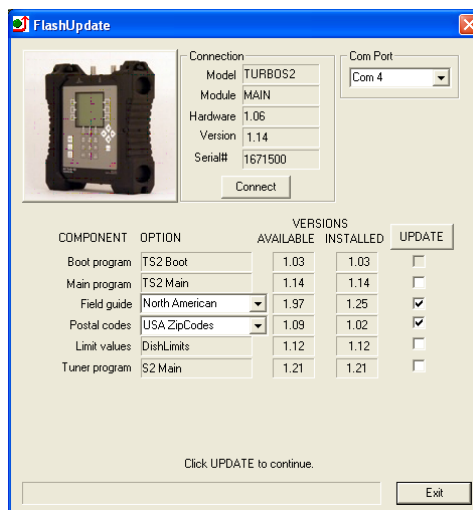 FlashUpdate
Connection
Model TURBOS2
Module MAIN
Hardware 1.06
Version 1.14
Serial# 1671500
Connect
Com Port
Com 4
VERSIONS
COMPONENT OPTION AVAILABLE INSTALLED UPDATE
Boot program TS2 Boot 1.03 1.03
Main program TS2 Main 1.14 1.14
Field guide North American 1.97 1.25
Postal codes USA ZipCodes 1.09 1.02
Limit values DishLimits 1.12 1.12
Tuner program S2 Main 1.21 1.21
Click UPDATE to continue.
Exit